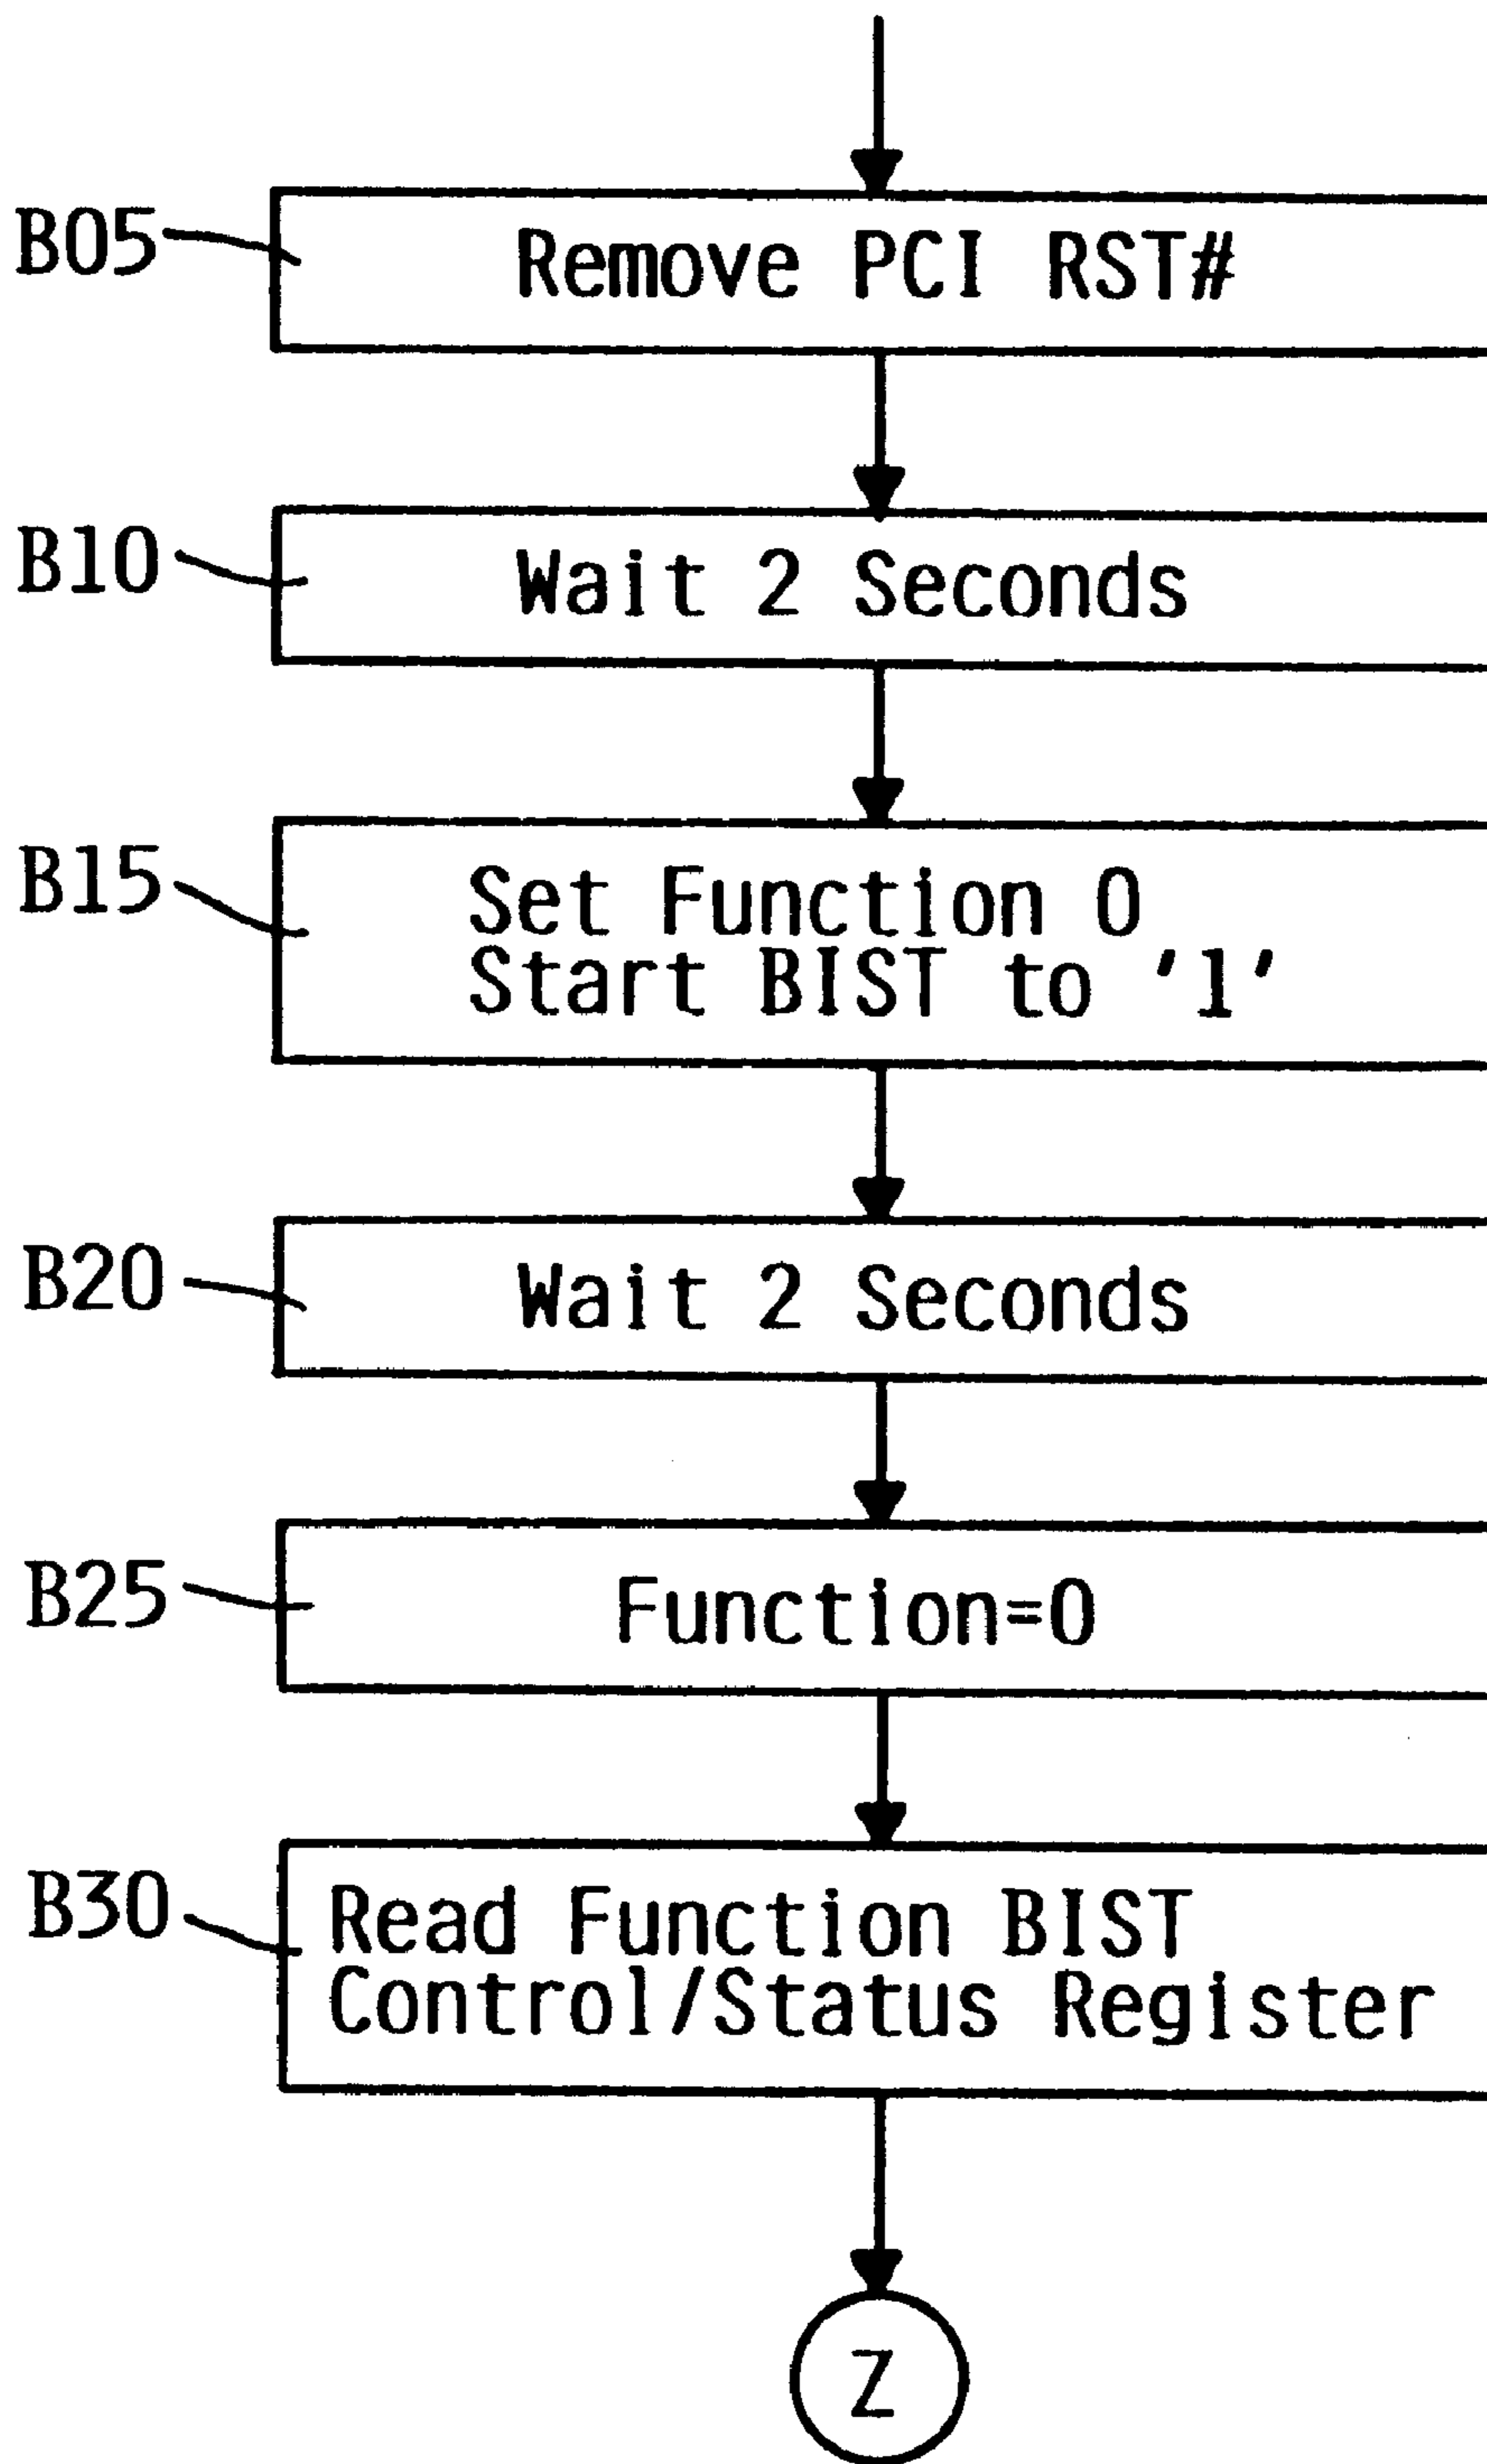 B05
Remove PCI RST#
B10
Wait 2 Seconds
B15
Set Function 0
Start BIST to '1'
B20
Wait 2 Seconds
B25
Function=0
B30
Read Function BIST
Control/Status Register
Z